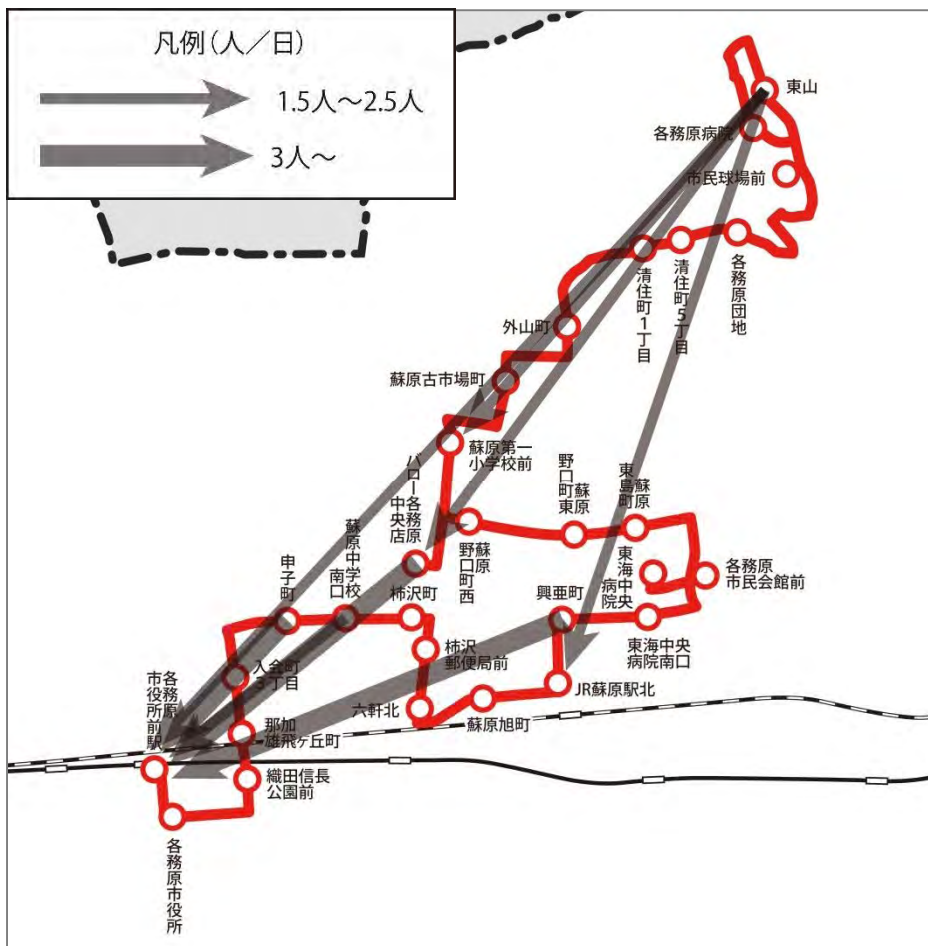 凡例(人／日)
1.5人～2.5人
3人～
東山
各務原病院
市民球場前
各務原団地
清住町5丁目
清住町1丁目
外山町
蘇原古市場町
蘇原第一
小学校前
バロー各務原
中央店
蘇原
野口町西
蘇原
野口町東
蘇原
東島町
各務原
市民会館前
東海中央
病院
東海中央
病院南口
興亜町
JR蘇原駅北
蘇原旭町
六軒北
柿沢
郵便局前
柿沢町
蘇原中学校
南口
申子町
入会町
3丁目
那加
雄飛ヶ丘町
織田信長
公園前
各務原
市役所前駅
各務原市役所